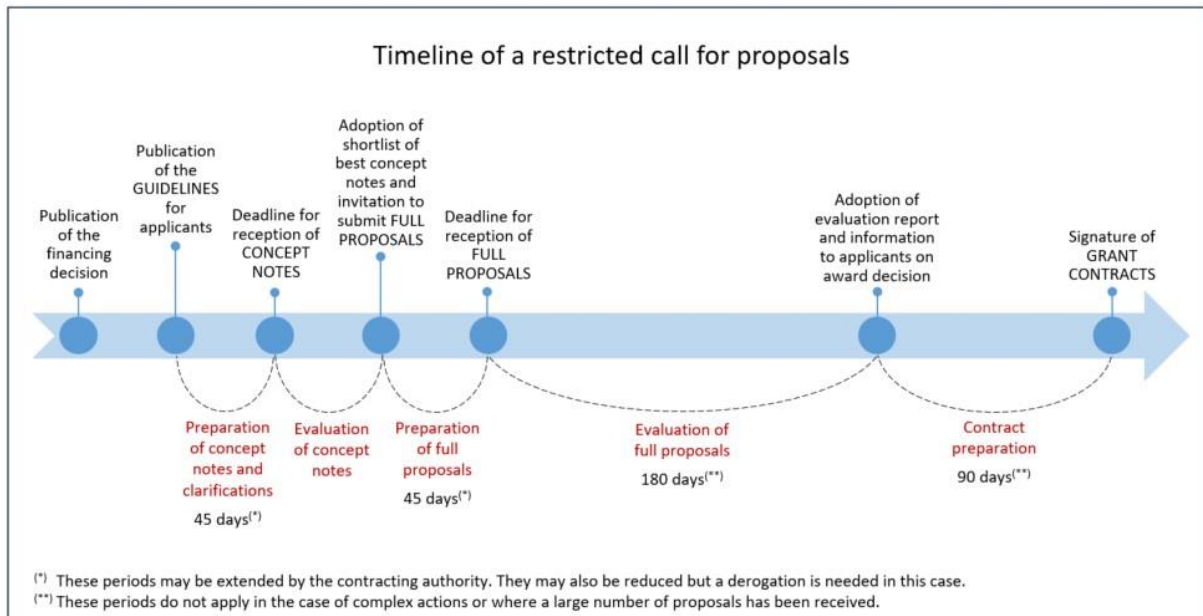 Timeline of a restricted call for proposals
Publication
of the
financing
decision
Publication
of the
GUIDELINES
for
applicants
Deadline for
reception of
CONCEPT
NOTES
Adoption of
shortlist of
best concept
notes and
invitation to
submit FULL
PROPOSALS
Deadline for
reception of
FULL
PROPOSALS
Adoption of
evaluation report
and information
to applicants on
award decision
Signature of
GRANT
CONTRACTS
Preparation
of concept
notes and
clarifications
45 days(*)
Evaluation
of concept
notes
Preparation
of full
proposals
45 days(*)
Evaluation of
full proposals
180 days(**)
Contract
preparation
90 days(**)
(*) These periods may be extended by the contracting authority. They may also be reduced but a derogation is needed in this case.
(**) These periods do not apply in the case of complex actions or where a large number of proposals has been received.